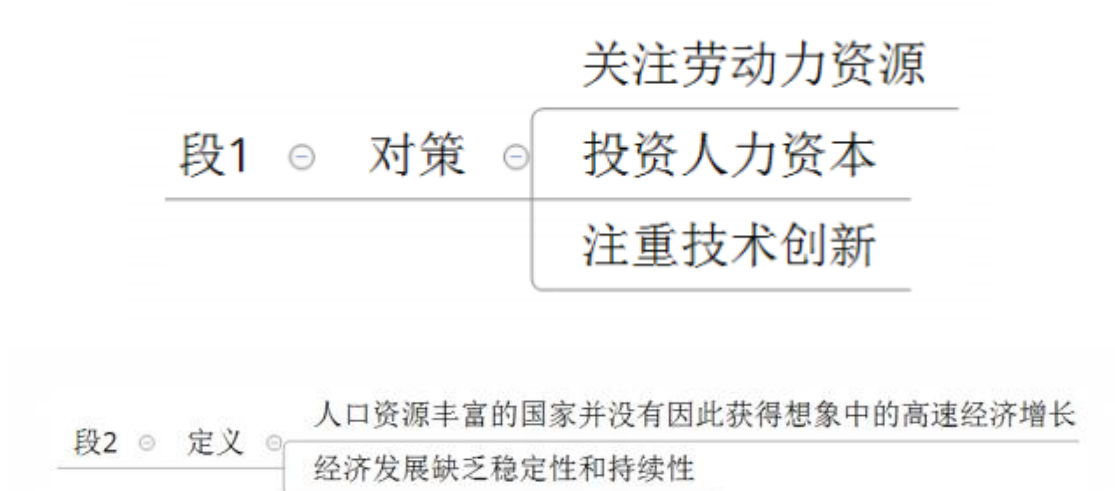 关注劳动力资源
段1 对策 投资人力资本
注重技术创新
人口资源丰富的国家并没有因此获得想象中的高速经济增长
段2 定义
经济发展缺乏稳定性和持续性